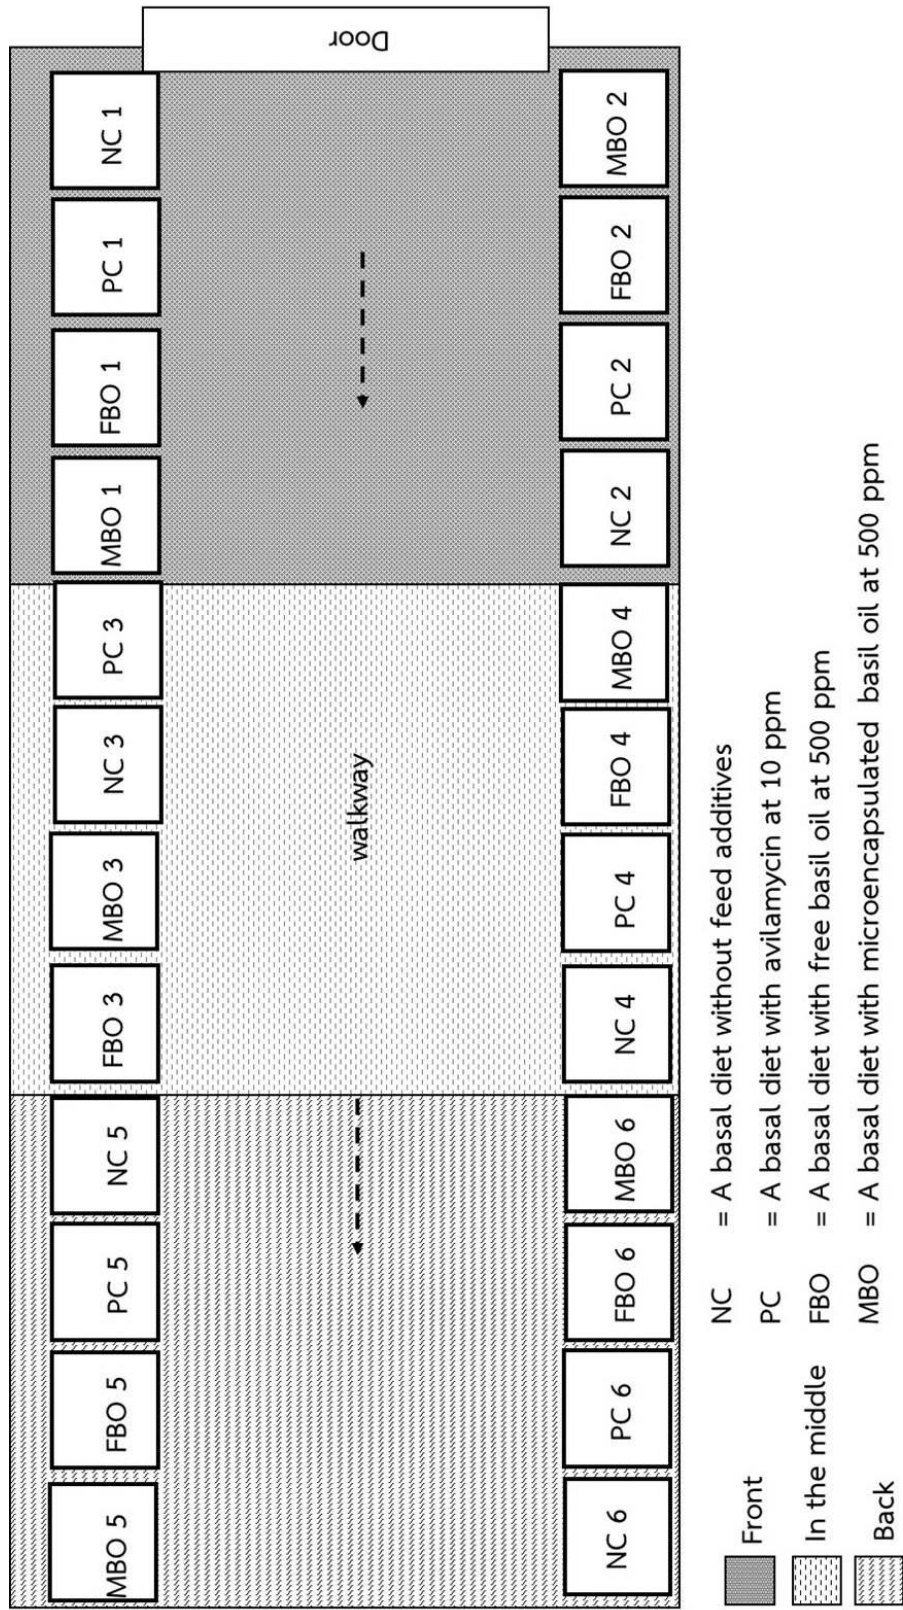 MBO 5
FBO 5
PC 5
NC 5
FBO 3
MBO 3
NC 3
PC 3
MBO 1
FBO 1
PC 1
NC 1
walkway
Door
NC 6
PC 6
FBO 6
MBO 6
NC 4
PC 4
FBO 4
MBO 4
NC 2
PC 2
FBO 2
MBO 2
Front
In the middle
Back
NC = A basal diet without feed additives
PC = A basal diet with avilamycin at 10 ppm
FBO = A basal diet with free basil oil at 500 ppm
MBO = A basal diet with microencapsulated basil oil at 500 ppm